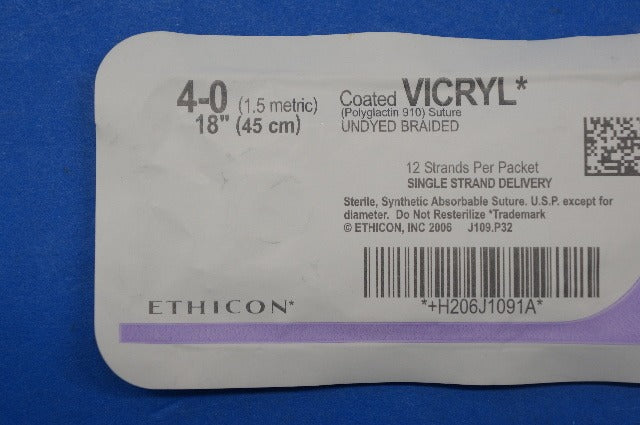 4-0 (1.5 metric)
18" (45 cm)
Coated VICRYL*
(Polyglactin 910) Suture
UNDYED BRAIDED
12 Strands Per Packet
SINGLE STRAND DELIVERY
Sterile, Synthetic Absorbable Suture. U.S.P. except for
diameter. Do Not Resterilize *Trademark
© ETHICON, INC 2006 J109.P32
*+H206J1091A*
ETHICON*